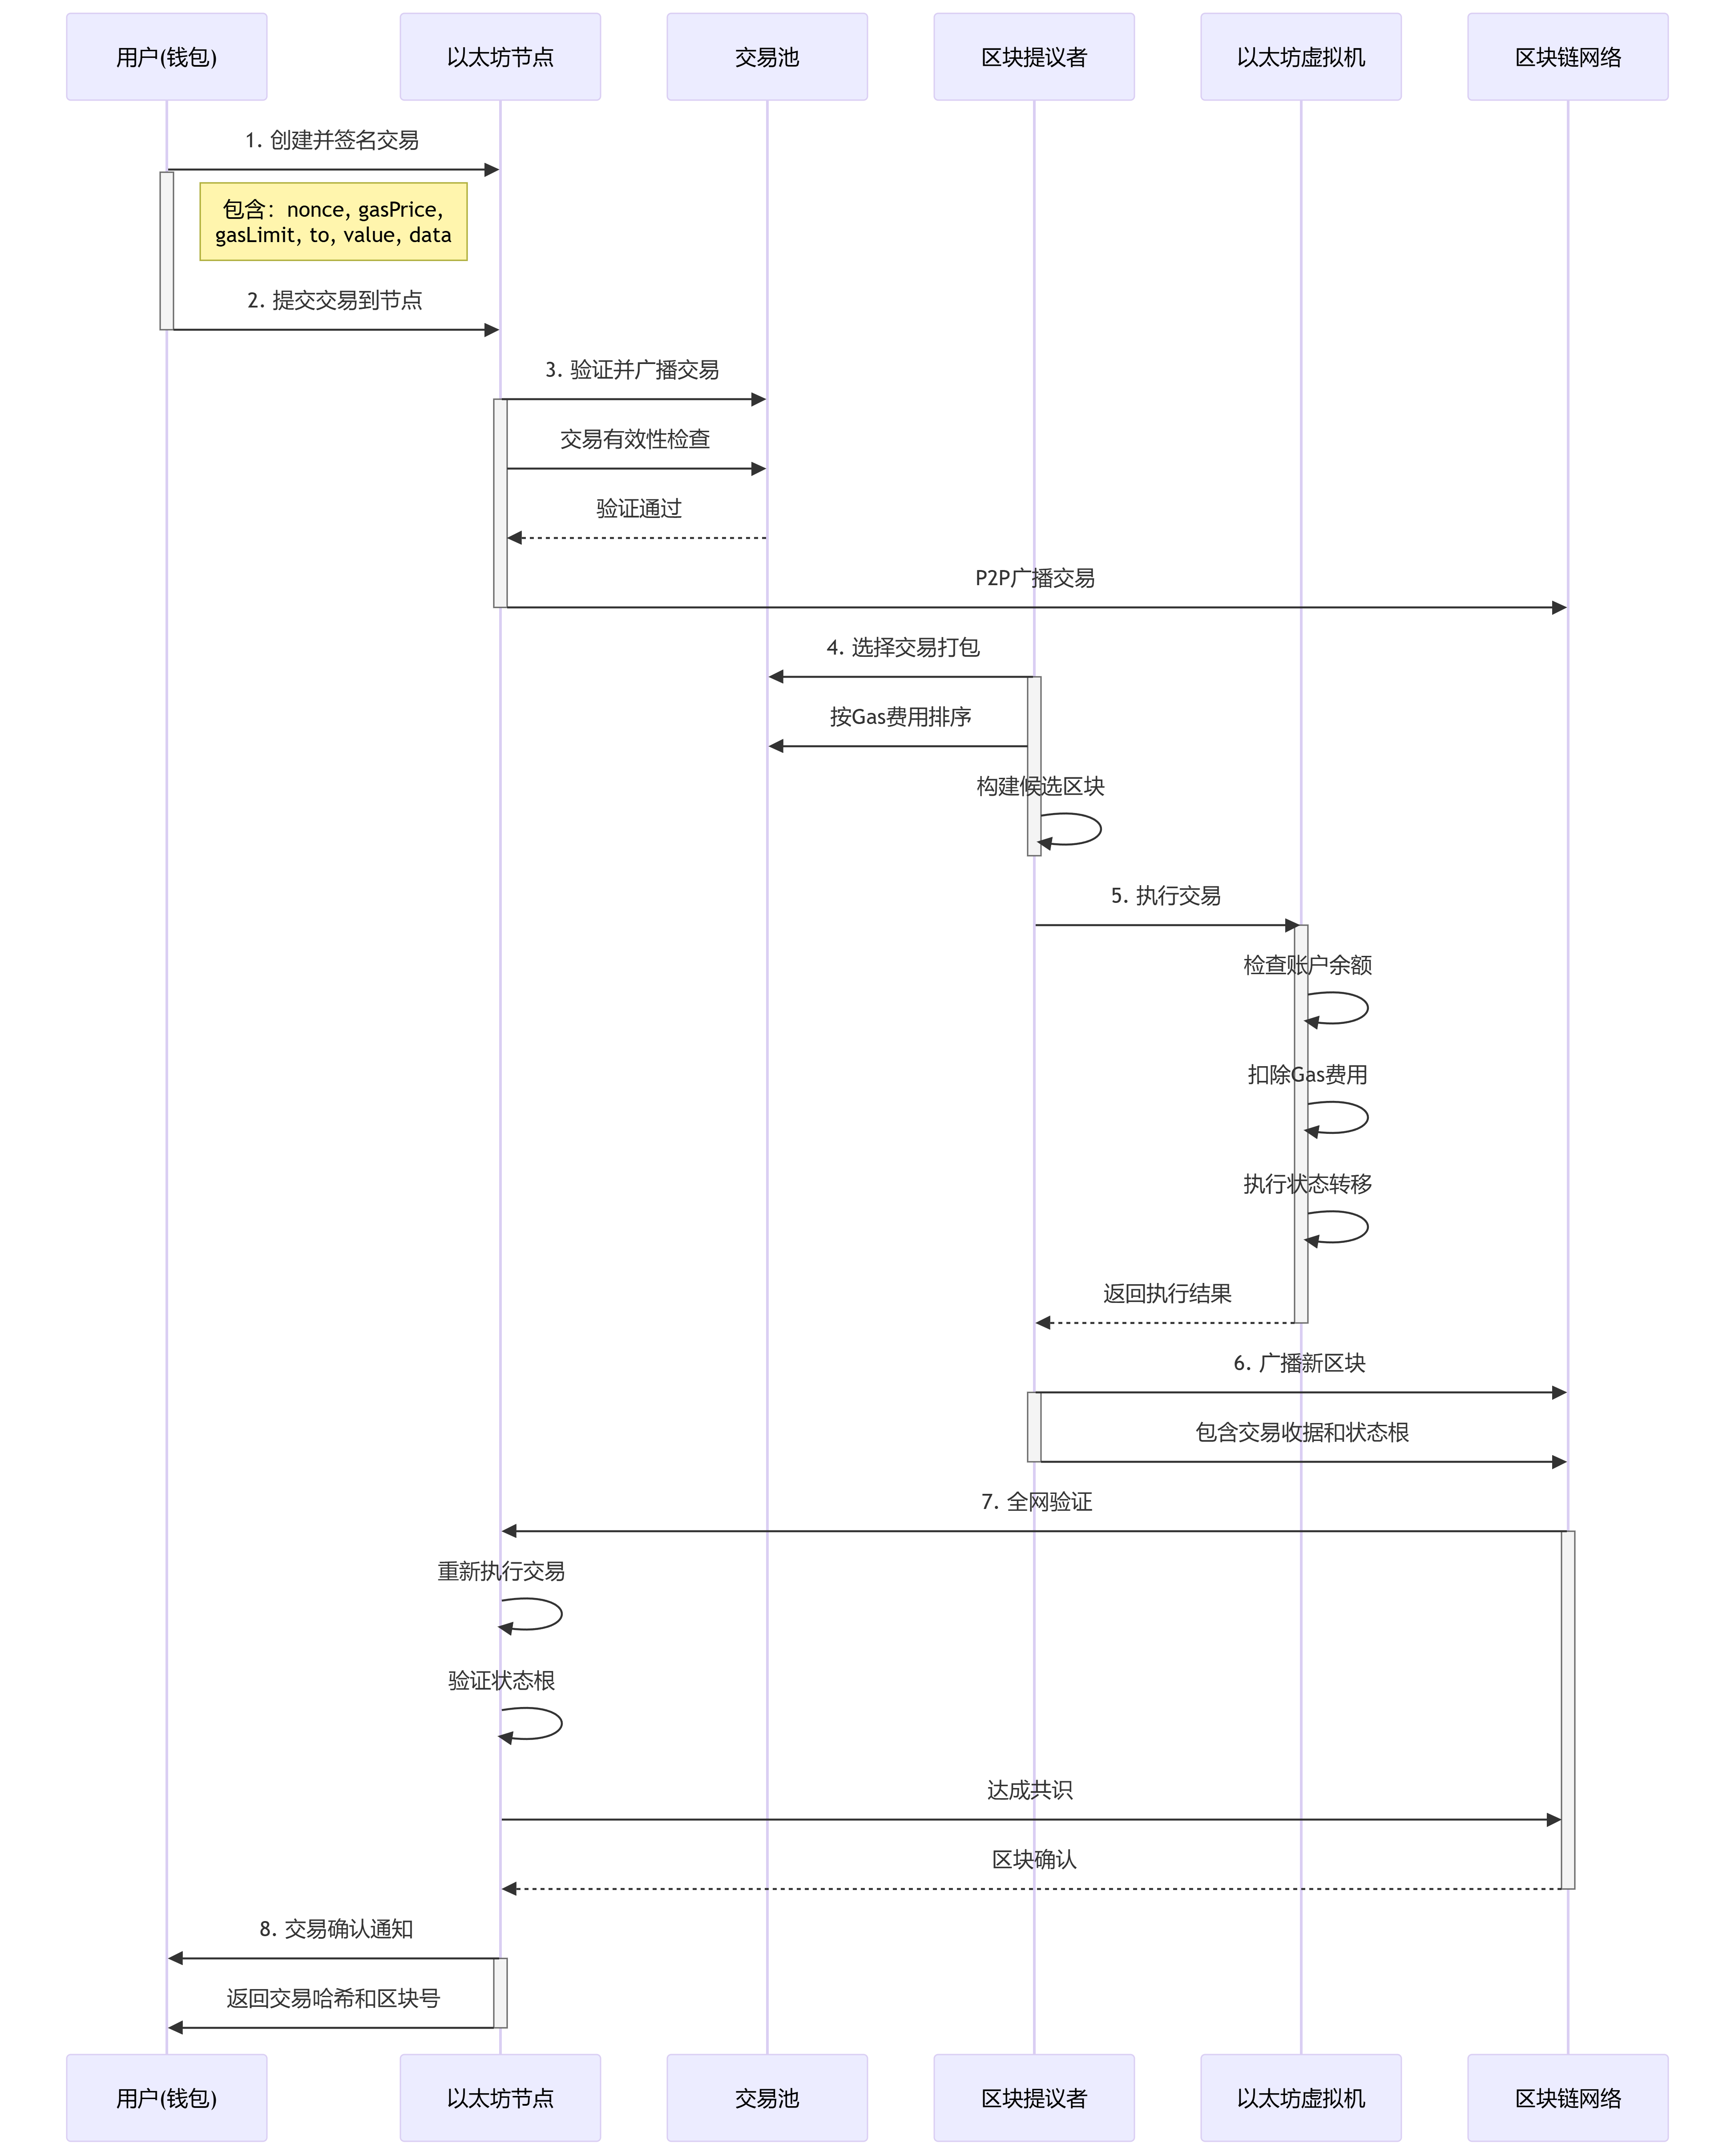 用户(钱包)
以太坊节点
交易池
区块提议者
以太坊虚拟机
区块链网络
1. 创建并签名交易
包含：nonce, gasPrice,
gasLimit, to, value, data
2. 提交交易到节点
3. 验证并广播交易
交易有效性检查
验证通过
P2P广播交易
4. 选择交易打包
按Gas费用排序
构建候选区块
5. 执行交易
检查账户余额
扣除Gas费用
执行状态转移
返回执行结果
6. 广播新区块
包含交易收据和状态根
7. 全网验证
重新执行交易
验证状态根
达成共识
区块确认
8. 交易确认通知
返回交易哈希和区块号
用户(钱包)
以太坊节点
交易池
区块提议者
以太坊虚拟机
区块链网络